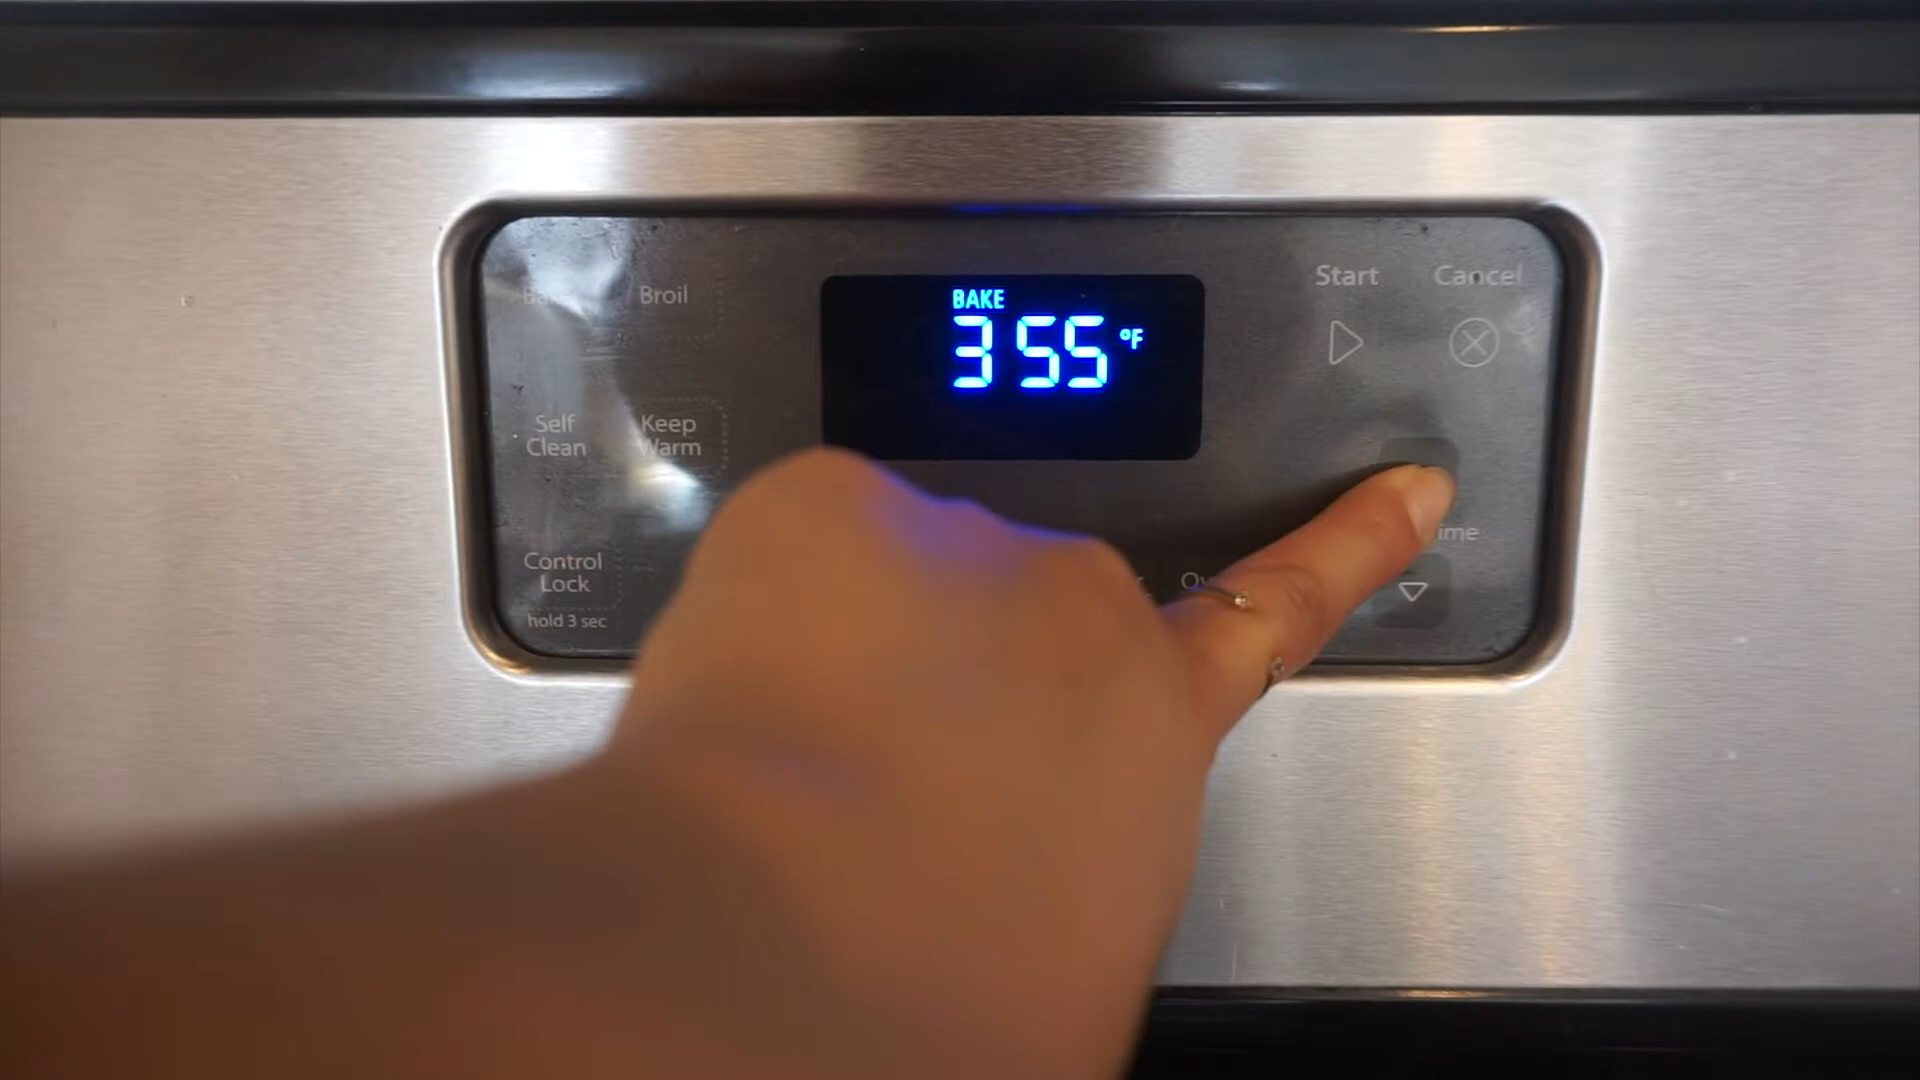 Broil
BAKE
355 °F
Start
Cancel
Self
Clean
Keep
Warm
Control
Lock
hold 3 sec